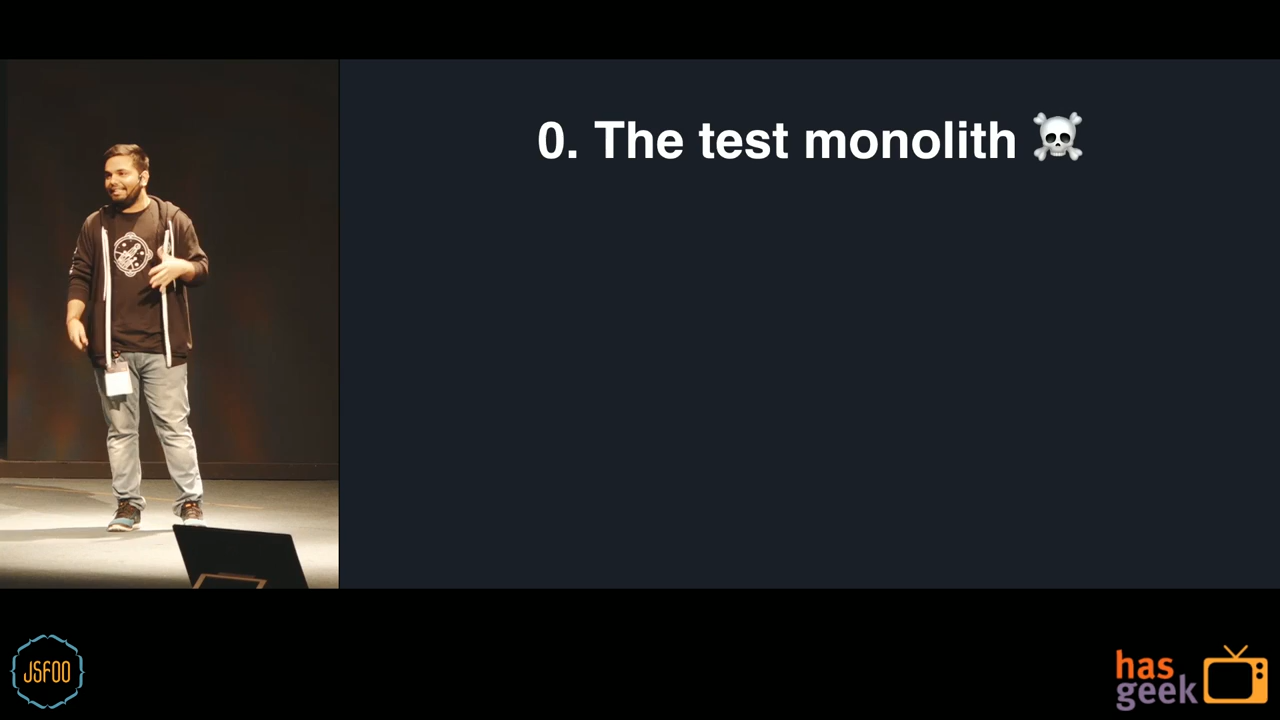 0. The test monolith ☠️
JSFOO
has
geek